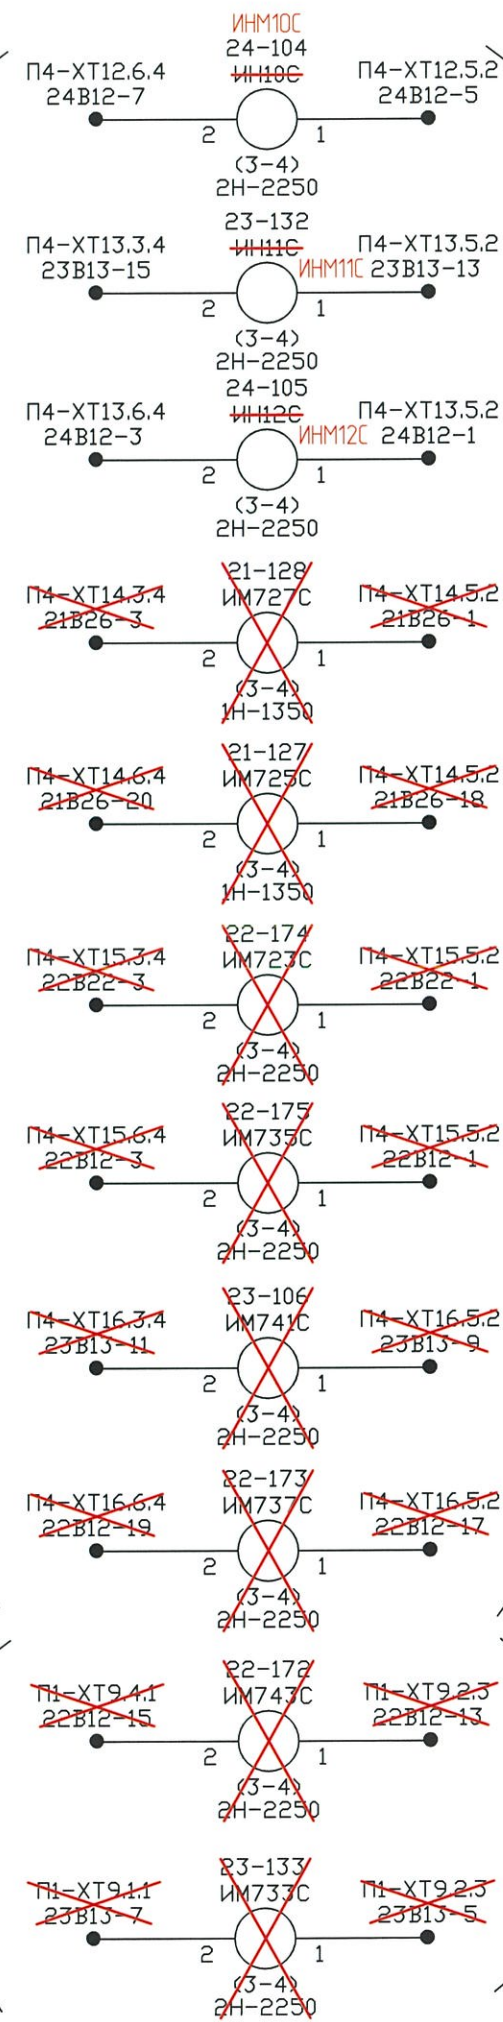 ИНМ10С
24-104
ИН10С
П4-ХТ12.6.4
24В12-7
П4-ХТ12.5.2
24В12-5
2
1
(3-4)
2Н-2250
23-132
ИН11С
П4-ХТ13.3.4
23В13-15
ИНМ11С
П4-ХТ13.5.2
23В13-13
2
1
(3-4)
2Н-2250
24-105
ИН12С
П4-ХТ13.6.4
24В12-3
ИНМ12С
П4-ХТ13.5.2
24В12-1
2
1
(3-4)
2Н-2250
21-128
ИМ727С
П4-ХТ14.3.4
21В26-3
П4-ХТ14.5.2
21В26-1
2
1
(3-4)
1Н-1350
21-127
ИМ725С
П4-ХТ14.6.4
21В26-20
П4-ХТ14.5.2
21В26-18
2
1
(3-4)
1Н-1350
22-174
ИМ723С
П4-ХТ15.3.4
22В22-3
П4-ХТ15.5.2
22В22-1
2
1
(3-4)
2Н-2250
22-175
ИМ735С
П4-ХТ15.6.4
22В12-3
П4-ХТ15.5.2
22В12-1
2
1
(3-4)
2Н-2250
23-106
ИМ741С
П4-ХТ16.3.4
23В13-11
П4-ХТ16.5.2
23В13-9
2
1
(3-4)
2Н-2250
22-173
ИМ737С
П4-ХТ16.6.4
22В12-19
П4-ХТ16.5.2
22В12-17
2
1
(3-4)
2Н-2250
22-172
ИМ743С
П1-ХТ9.4.1
22В12-15
П1-ХТ9.2.3
22В12-13
2
1
(3-4)
2Н-2250
23-133
ИМ733С
П1-ХТ9.1.1
23В13-7
П1-ХТ9.2.3
23В13-5
2
1
(3-4)
2Н-2250